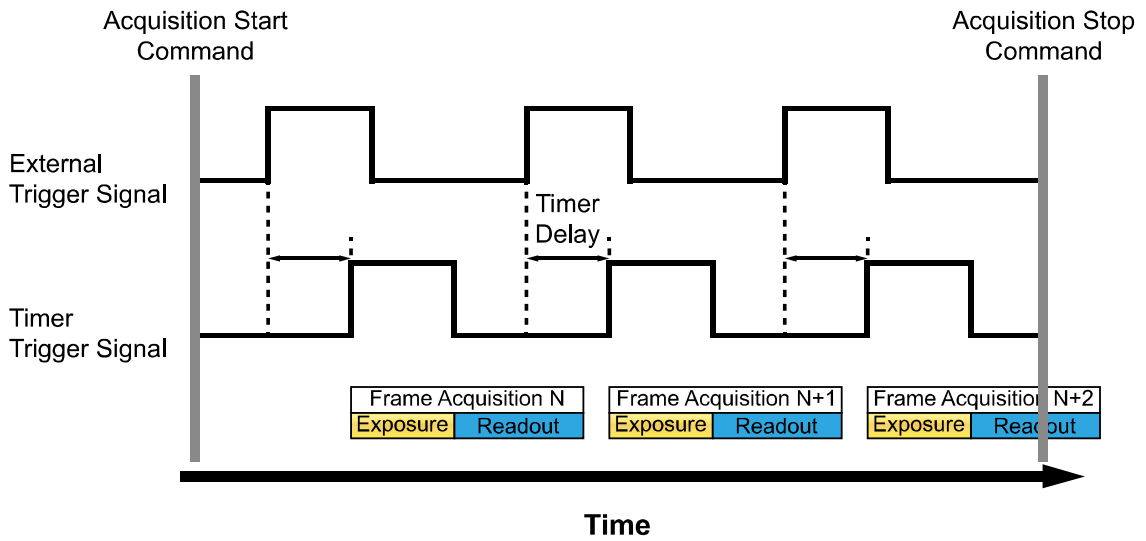 Acquisition Start
Command
Acquisition Stop
Command
External
Trigger Signal
Timer
Delay
Timer
Trigger Signal
Frame Acquisition N
Exposure
Readout
Frame Acquisition N+1
Exposure
Readout
Frame Acquisition N+2
Exposure
Readout
Time